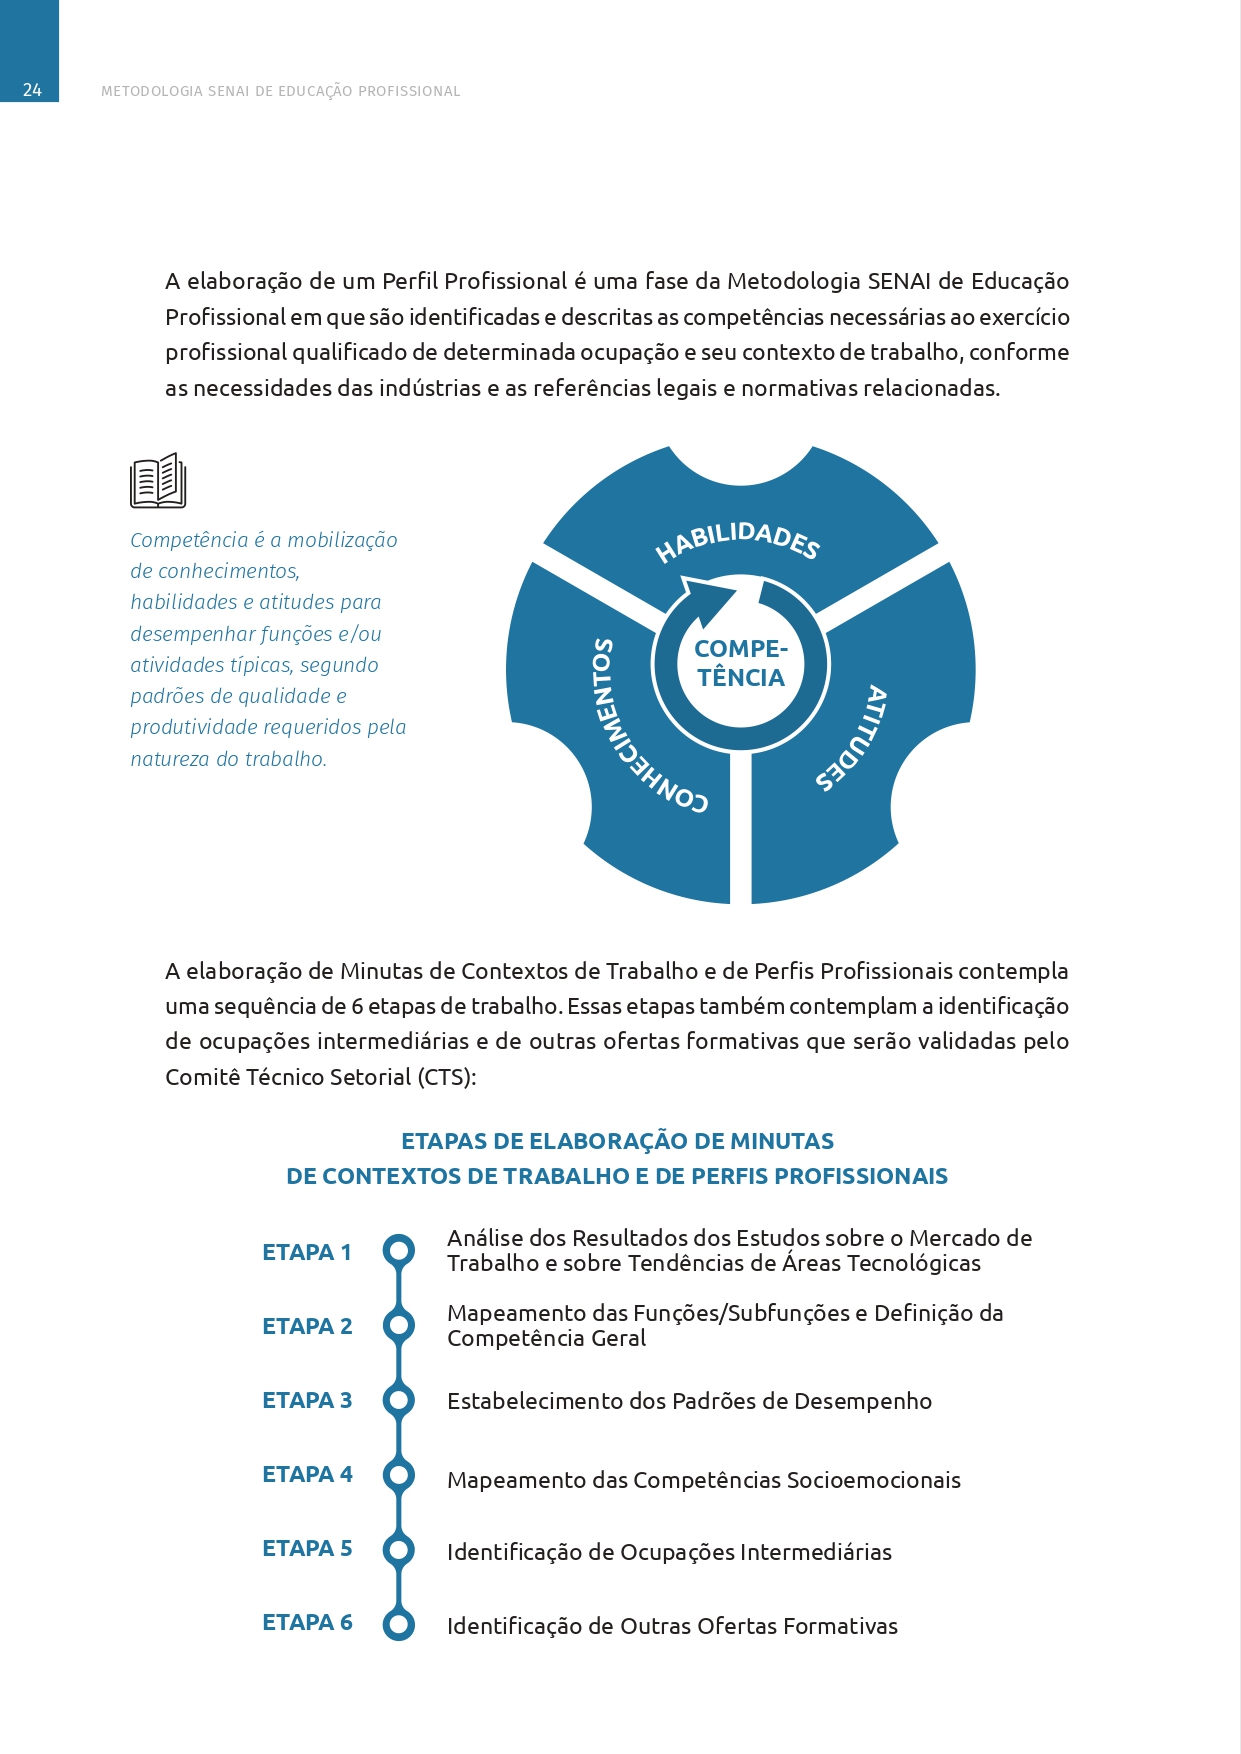 24
METODOLOGIA SENAI DE EDUCAÇÃO PROFISSIONAL
A elaboração de um Perfil Profissional é uma fase da Metodologia SENAI de Educação
Profissional em que são identificadas e descritas as competências necessárias ao exercício
profissional qualificado de determinada ocupação e seu contexto de trabalho, conforme
as necessidades das indústrias e as referências legais e normativas relacionadas.
Competência é a mobilização
de conhecimentos,
habilidades e atitudes para
desempenhar funções e/ou
atividades típicas, segundo
padrões de qualidade e
produtividade requeridos pela
natureza do trabalho.
HABILIDADES
COMPE-
TÊNCIA
CONHECIMENTOS
ATITUDES
A elaboração de Minutas de Contextos de Trabalho e de Perfis Profissionais contempla
uma sequência de 6 etapas de trabalho. Essas etapas também contemplam a identificação
de ocupações intermediárias e de outras ofertas formativas que serão validadas pelo
Comitê Técnico Setorial (CTS):
ETAPAS DE ELABORAÇÃO DE MINUTAS
DE CONTEXTOS DE TRABALHO E DE PERFIS PROFISSIONAIS
ETAPA 1
Análise dos Resultados dos Estudos sobre o Mercado de
Trabalho e sobre Tendências de Áreas Tecnológicas
ETAPA 2
Mapeamento das Funções/Subfunções e Definição da
Competência Geral
ETAPA 3
Estabelecimento dos Padrões de Desempenho
ETAPA 4
Mapeamento das Competências Socioemocionais
ETAPA 5
Identificação de Ocupações Intermediárias
ETAPA 6
Identificação de Outras Ofertas Formativas